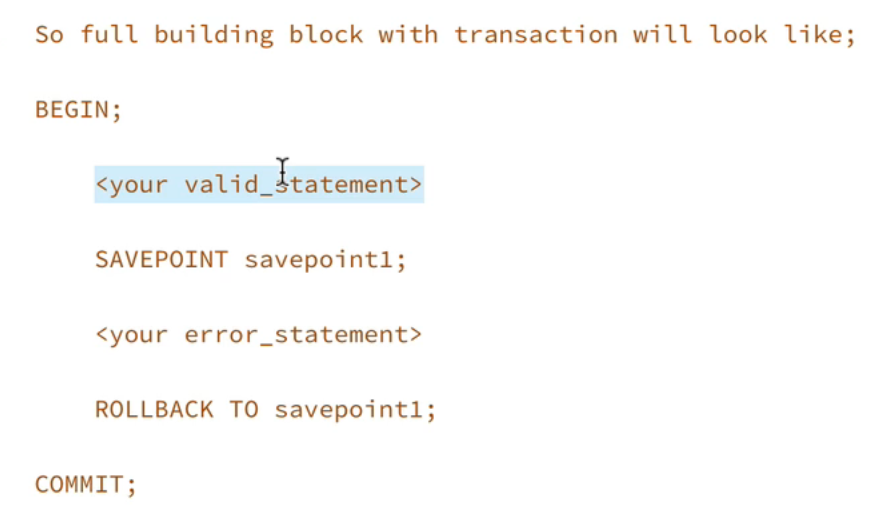 So full building block with transaction will look like;
BEGIN;
<your valid_statement>
SAVEPOINT savepoint1;
<your error_statement>
ROLLBACK TO savepoint1;
COMMIT;